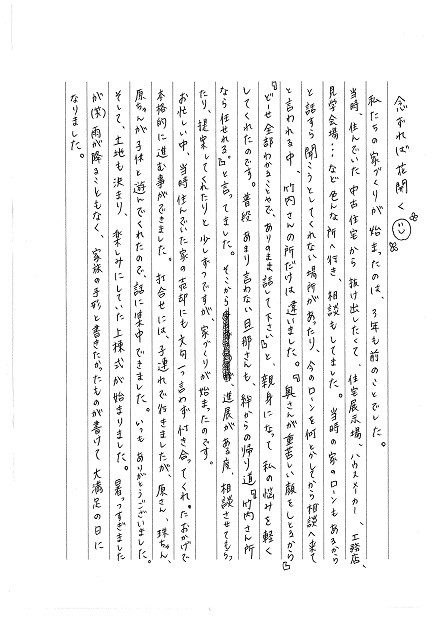 念ずれば花開く
私たちの家づくりが始まったのは、3年も前のことでした。
当時、住んでいた中古住宅から抜け出したくて、住宅展示場、ハウスメーカー、工務店、
見学会場…など色んな所へ行き、相談もしてました。当時の家のローンもあるから
と話すら聞こうとしてくれない場所があったり、今のローンを何とかしてから相談へ来て
と言われる中、竹内さんの所だけは違いました。『奥さんが重苦しい顔をしとるから』
『どーせ全部わかることやで、ありのまま話して下さい』と、親身になって私の悩みを軽く
してくれたのです。普段あまり言わない旦那さんも、絆からの帰り道『竹内さん所
なら任せれる』と言ってました。そこから、進展がある度、相談させてもらっ
たり、提案してくれたりと少しずつですが、家づくりが始まったのです。
お忙しい中、当時住んでいた家の売却にも文句一つ言わず付き合ってくれたおかげで
本格的に進む事ができました。打合せには、子連れで行きましたが、原さん、珠ちゃん、
原ちゃんが子供と遊んでくれたので、話に集中できました。いつもありがとうございました。
そして、土地も決まり、楽しみにしていた上棟式が始まりました。暑つすぎました
が(笑)雨が降ることもなく、家族の手形と書きたかったものが書けて大満足の日に
なりました。